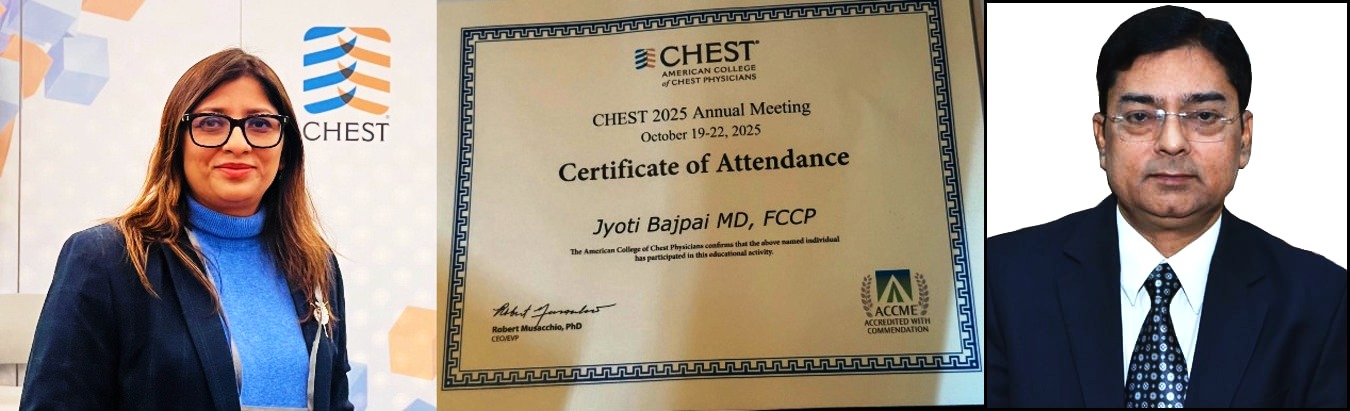 CHEST
CHEST®
AMERICAN COLLEGE
of CHEST PHYSICIANS
CHEST 2025 Annual Meeting
October 19-22, 2025
Certificate of Attendance
Jyoti Bajpai MD, FCCP
The American College of Chest Physicians confirms that the above named individual
has participated in this educational activity.
Robert Musacchio, PhD
CEO/EVP
ACCME
ACCREDITED WITH
COMMENDATION